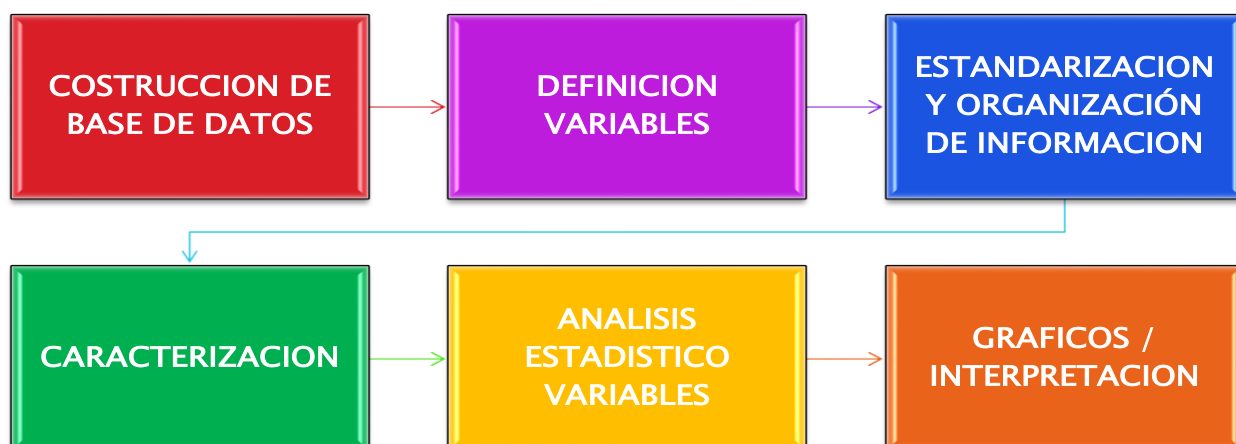 COSTRUCCION DE
BASE DE DATOS
DEFINICION
VARIABLES
ESTANDARIZACION
Y ORGANIZACIÓN
DE INFORMACION
CARACTERIZACION
ANALISIS
ESTADISTICO
VARIABLES
GRAFICOS /
INTERPRETACION